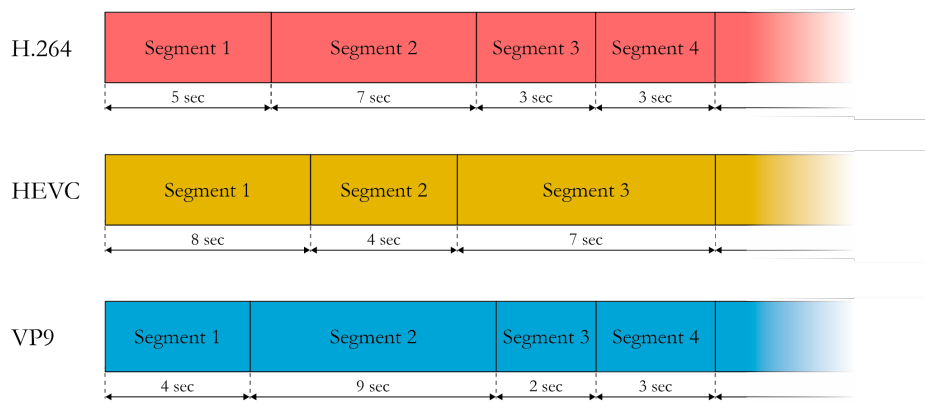 H.264
Segment 1 Segment 2 Segment 3 Segment 4
5 sec 7 sec 3 sec 3 sec
HEVC
Segment 1 Segment 2 Segment 3
8 sec 4 sec 7 sec
VP9
Segment 1 Segment 2 Segment 3 Segment 4
4 sec 9 sec 2 sec 3 sec